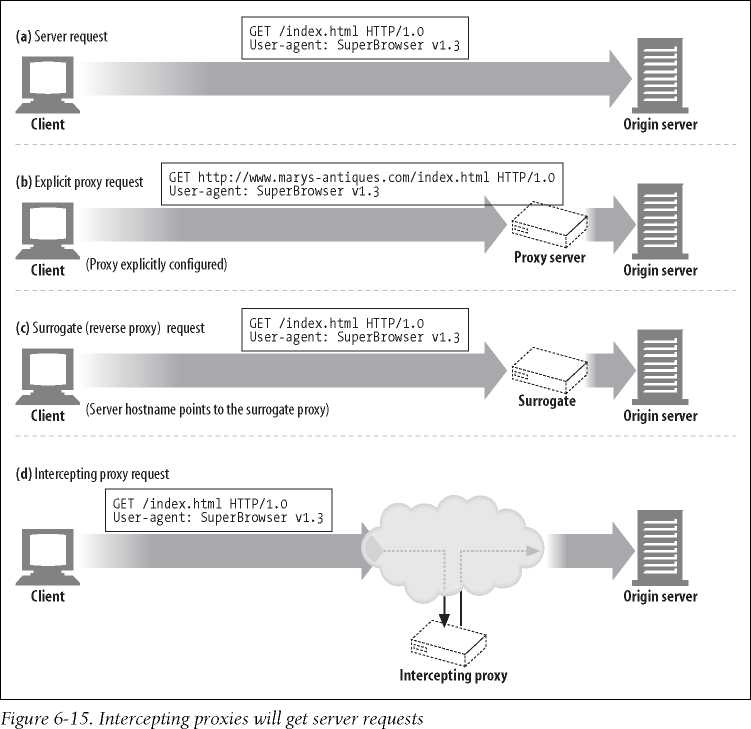 (a) Server request
GET /index.html HTTP/1.0
User-agent: SuperBrowser v1.3
Client
Origin server
(b) Explicit proxy request
GET http://www.marys-antiques.com/index.html HTTP/1.0
User-agent: SuperBrowser v1.3
Client
(Proxy explicitly configured)
Proxy server
Origin server
(c) Surrogate (reverse proxy) request
GET /index.html HTTP/1.0
User-agent: SuperBrowser v1.3
Client
(Server hostname points to the surrogate proxy)
Surrogate
Origin server
(d) Intercepting proxy request
GET /index.html HTTP/1.0
User-agent: SuperBrowser v1.3
Client
Origin server
Intercepting proxy
Figure 6-15. Intercepting proxies will get server requests